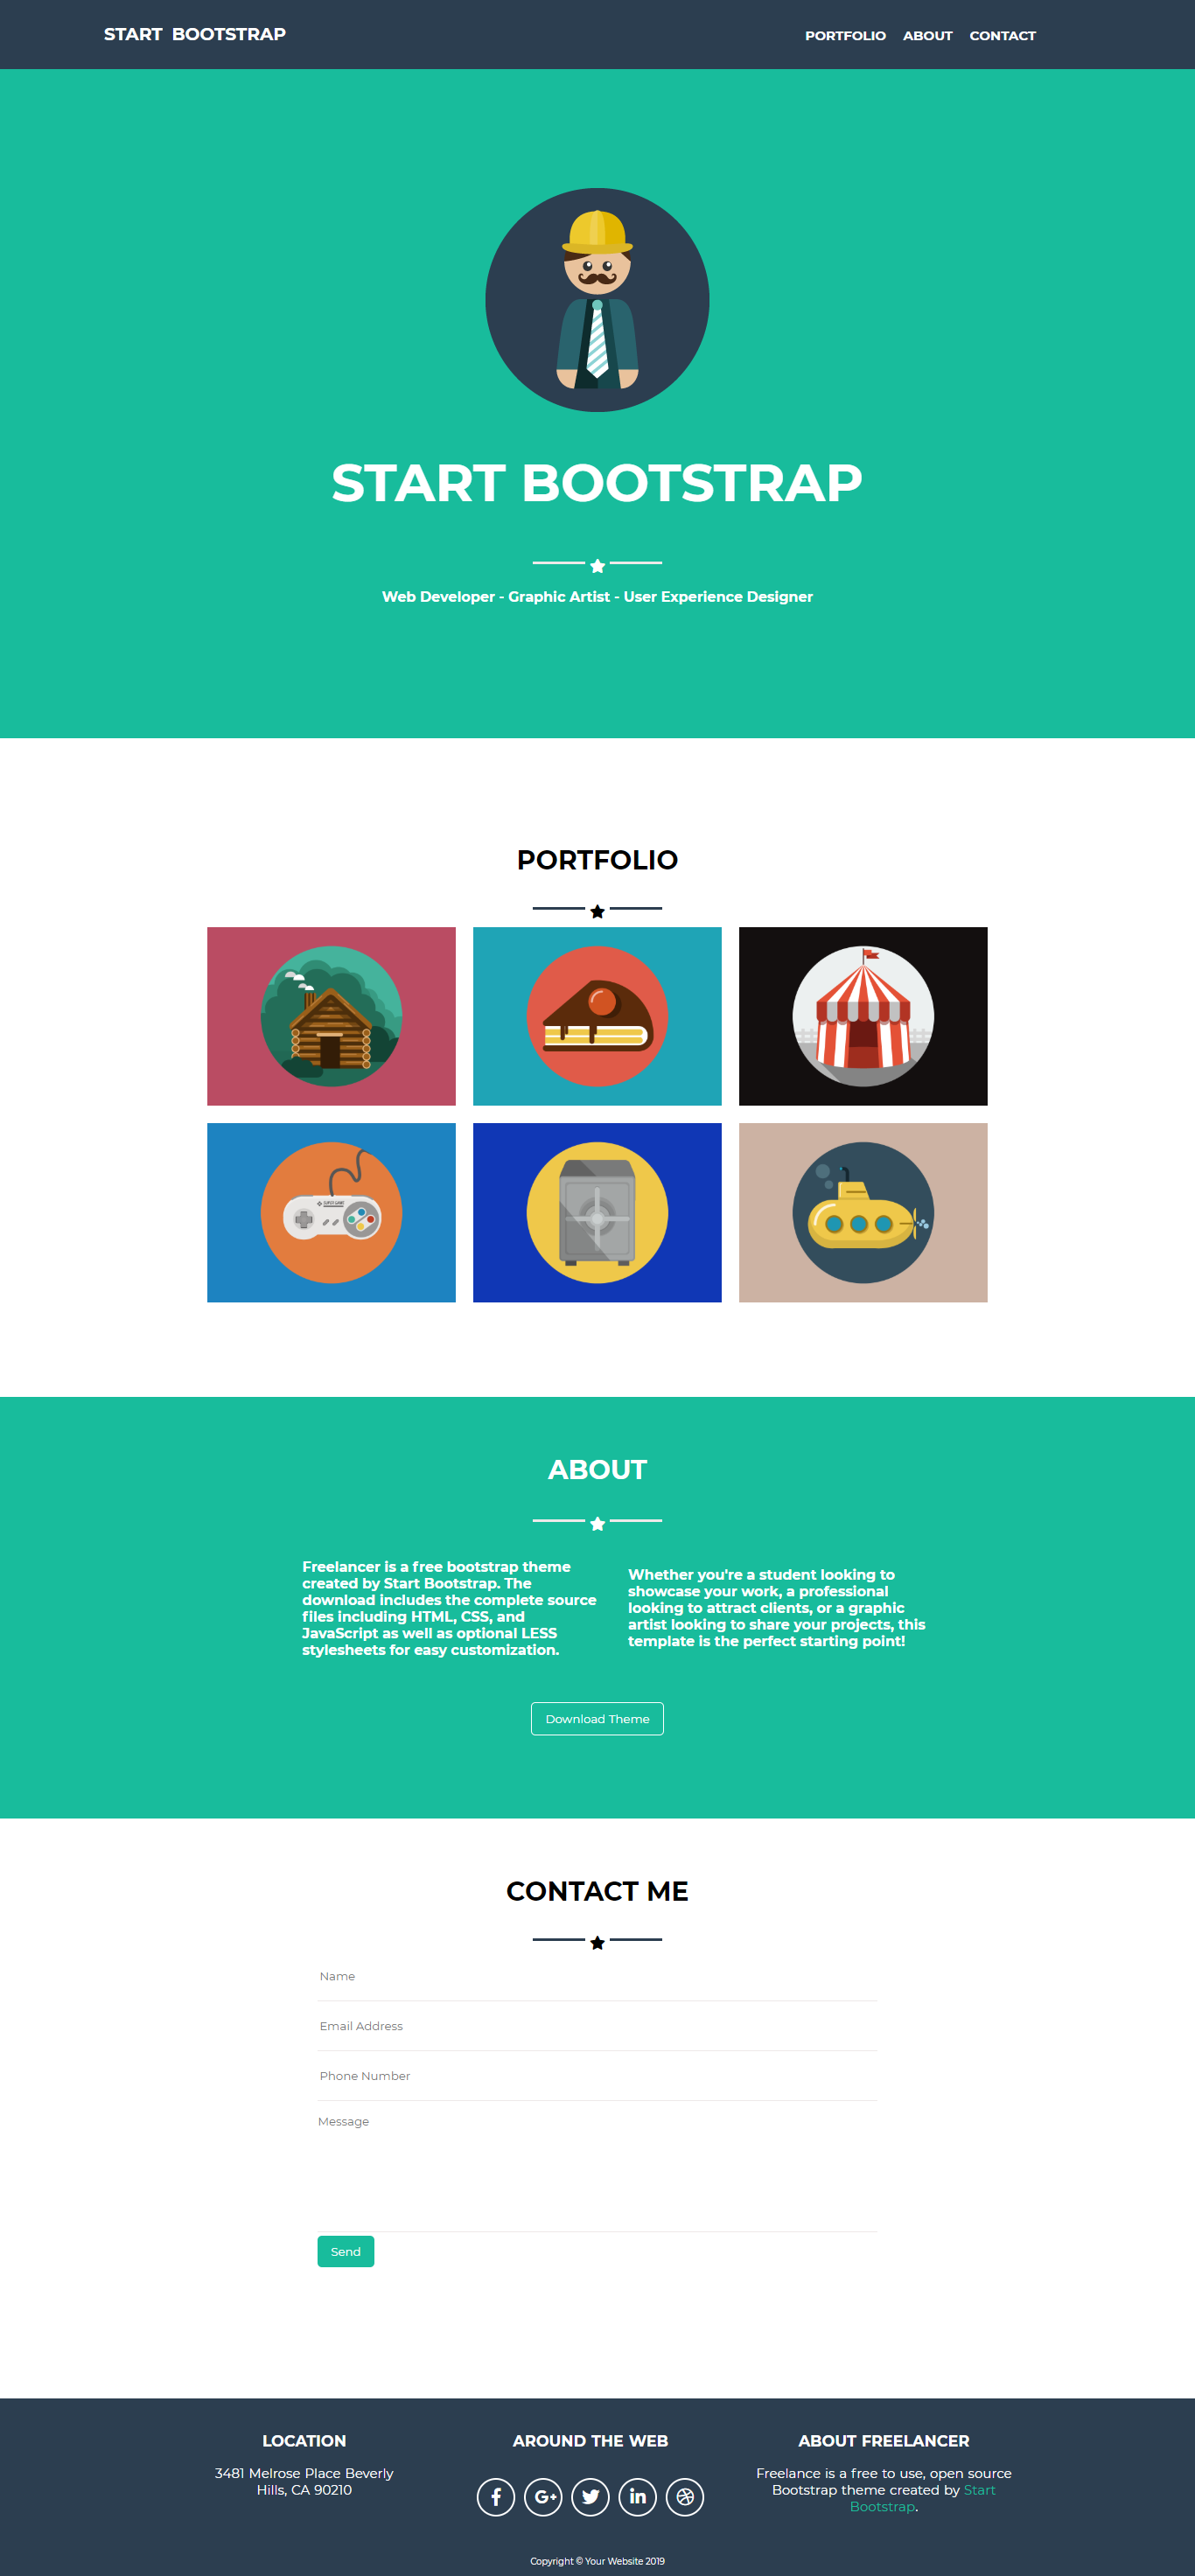 START BOOTSTRAP
PORTFOLIO ABOUT CONTACT
START BOOTSTRAP
Web Developer - Graphic Artist - User Experience Designer
PORTFOLIO
SUPER GAME
ABOUT
Freelancer is a free bootstrap theme
created by Start Bootstrap. The
download includes the complete source
files including HTML, CSS, and
JavaScript as well as optional LESS
stylesheets for easy customization.
Whether you're a student looking to
showcase your work, a professional
looking to attract clients, or a graphic
artist looking to share your projects, this
template is the perfect starting point!
Download Theme
CONTACT ME
Name
Email Address
Phone Number
Message
Send
LOCATION
3481 Melrose Place Beverly
Hills, CA 90210
AROUND THE WEB
ABOUT FREELANCER
Freelance is a free to use, open source
Bootstrap theme created by Start
Bootstrap.
Copyright © Your Website 2019